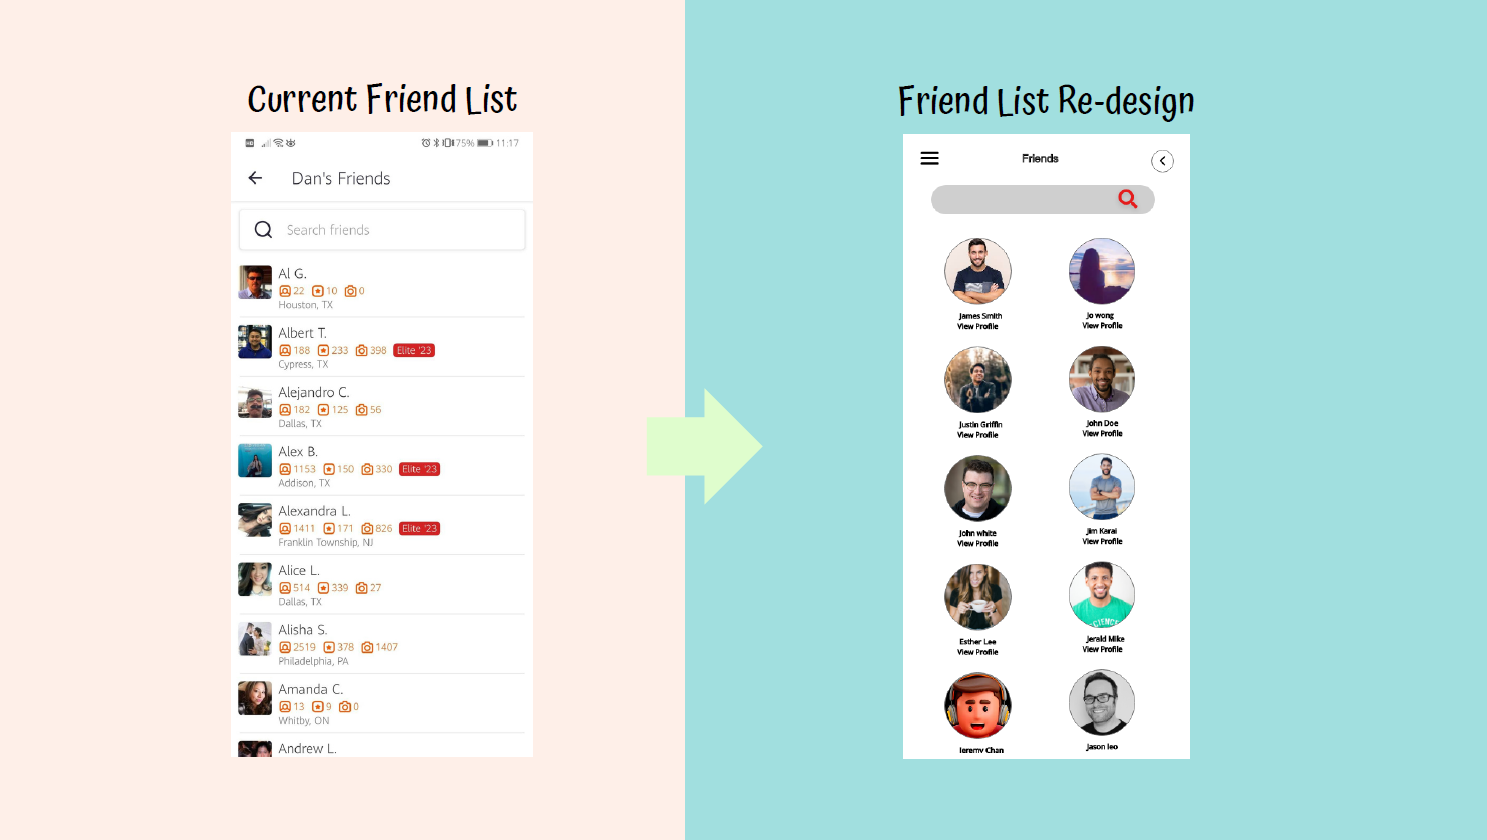 Current Friend List
HD 75% 11:17
Dan's Friends
Search friends
Al G.
22 10 0
Houston, TX
Albert T.
188 233 398 Elite '23
Cypress, TX
Alejandro C.
182 125 56
Dallas, TX
Alex B.
1153 150 330 Elite '23
Addison, TX
Alexandra L.
1411 171 826 Elite '23
Franklin Township, NJ
Alice L.
514 339 27
Dallas, TX
Alisha S.
2519 378 1407
Philadelphia, PA
Amanda C.
13 9 0
Whitby, ON
Andrew L.
Friend List Re-design
Friends
James Smith
View Profile
Jo wong
View Profile
Justin Griffin
View Profile
John Doe
View Profile
John white
View Profile
Jim Karai
View Profile
Esther Lee
View Profile
CIENCE
Jerald Mike
View Profile
Jeremy Chan
Jason leo